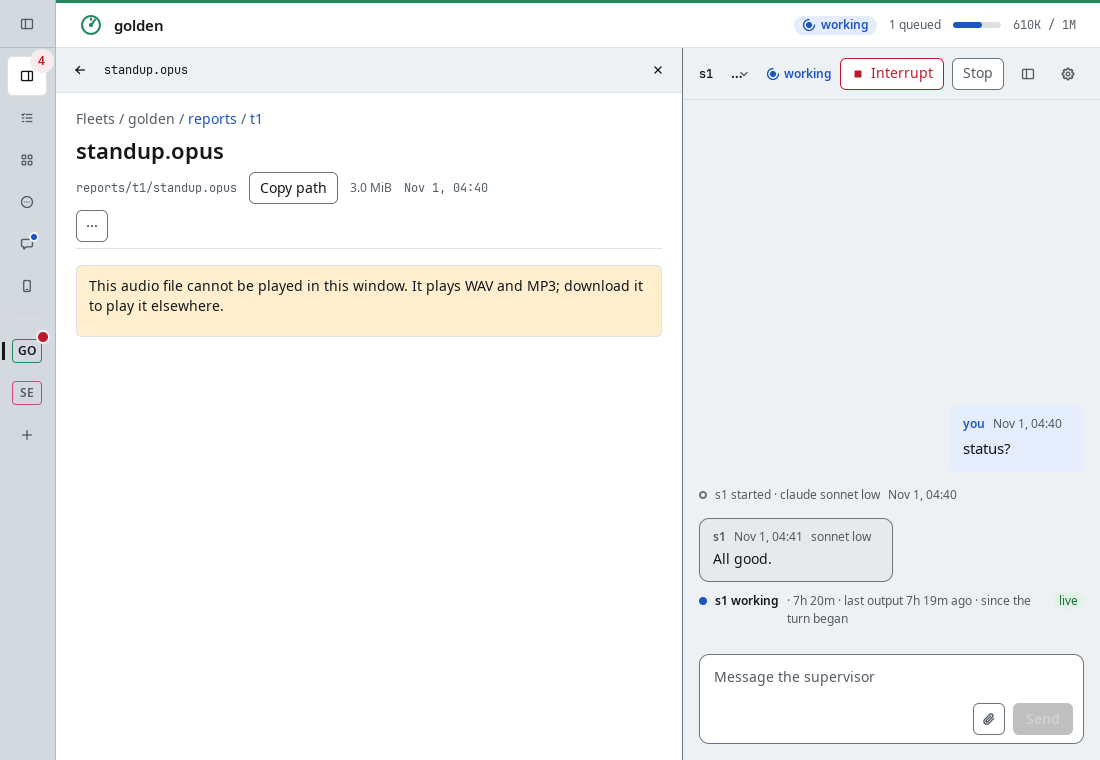 golden
working
1 queued
610K / 1M
4
GO
SE
standup.opus
Fleets / golden / reports / t1
standup.opus
reports/t1/standup.opus
Copy path
3.0 MiB
Nov 1, 04:40
...
This audio file cannot be played in this window. It plays WAV and MP3; download it
to play it elsewhere.
s1
...
working
Interrupt
Stop
you Nov 1, 04:40
status?
s1 started · claude sonnet low Nov 1, 04:40
s1 Nov 1, 04:41 sonnet low
All good.
s1 working · 7h 20m · last output 7h 19m ago · since the
turn began
live
Message the supervisor
Send